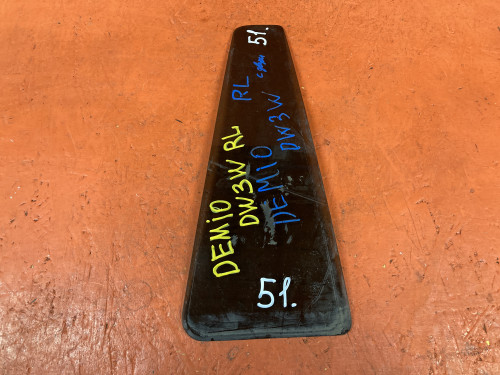 51.
RL
DEMIO
DW3W
DEMiO
DW3W RL
51.